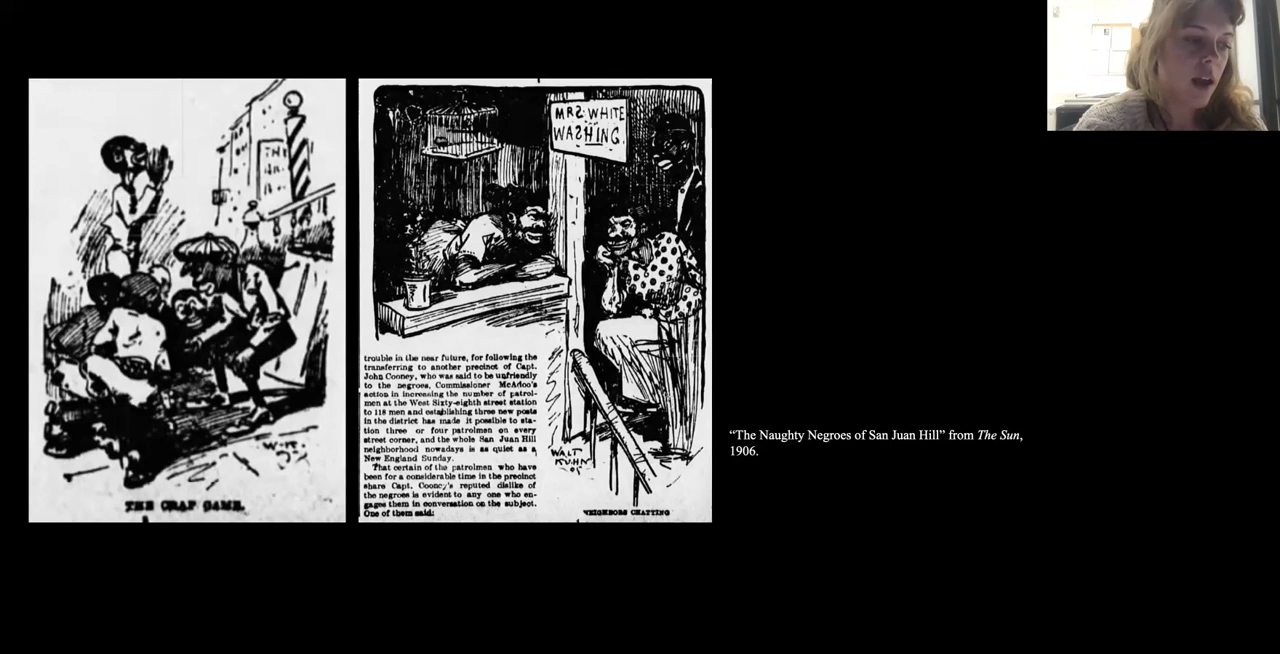 THE CRAP GAME.
MRS WHITE
WASHING.
trouble in the near future, for following the
transferring to another precinct of Capt.
John Cooney, who was said to be unfriendly
to the negroes, Commissioner McAdoo's
action in increasing the number of patrol-
men at the West Sixty-eighth street station
to 118 men and establishing three new posts
in the district has made it possible to sta-
tion three or four patrolmen on every
street corner, and the whole San Juan Hill
neighborhood nowadays is as quiet as a
New England Sunday.
That certain of the patrolmen who have
been for a considerable time in the precinct
share Capt. Cooney's reputed dislike of
the negroes is evident to any one who en-
gages them in conversation on the subject.
One of them said:
WALT
KUHN
NEIGHBORS CHATTING
“The Naughty Negroes of San Juan Hill” from The Sun,
1906.